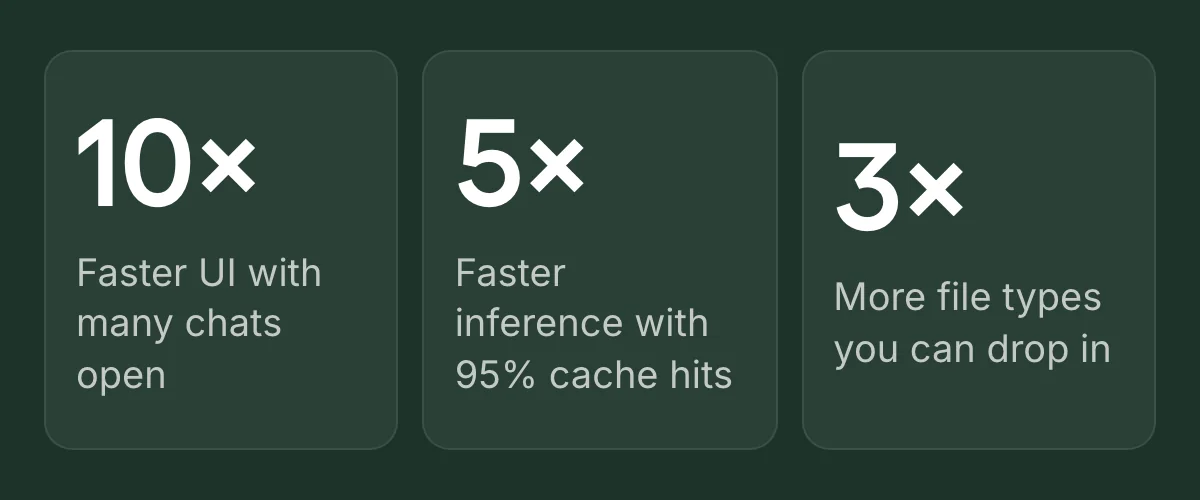 10×
Faster UI with
many chats
open
5×
Faster
inference with
95% cache hits
3×
More file types
you can drop in